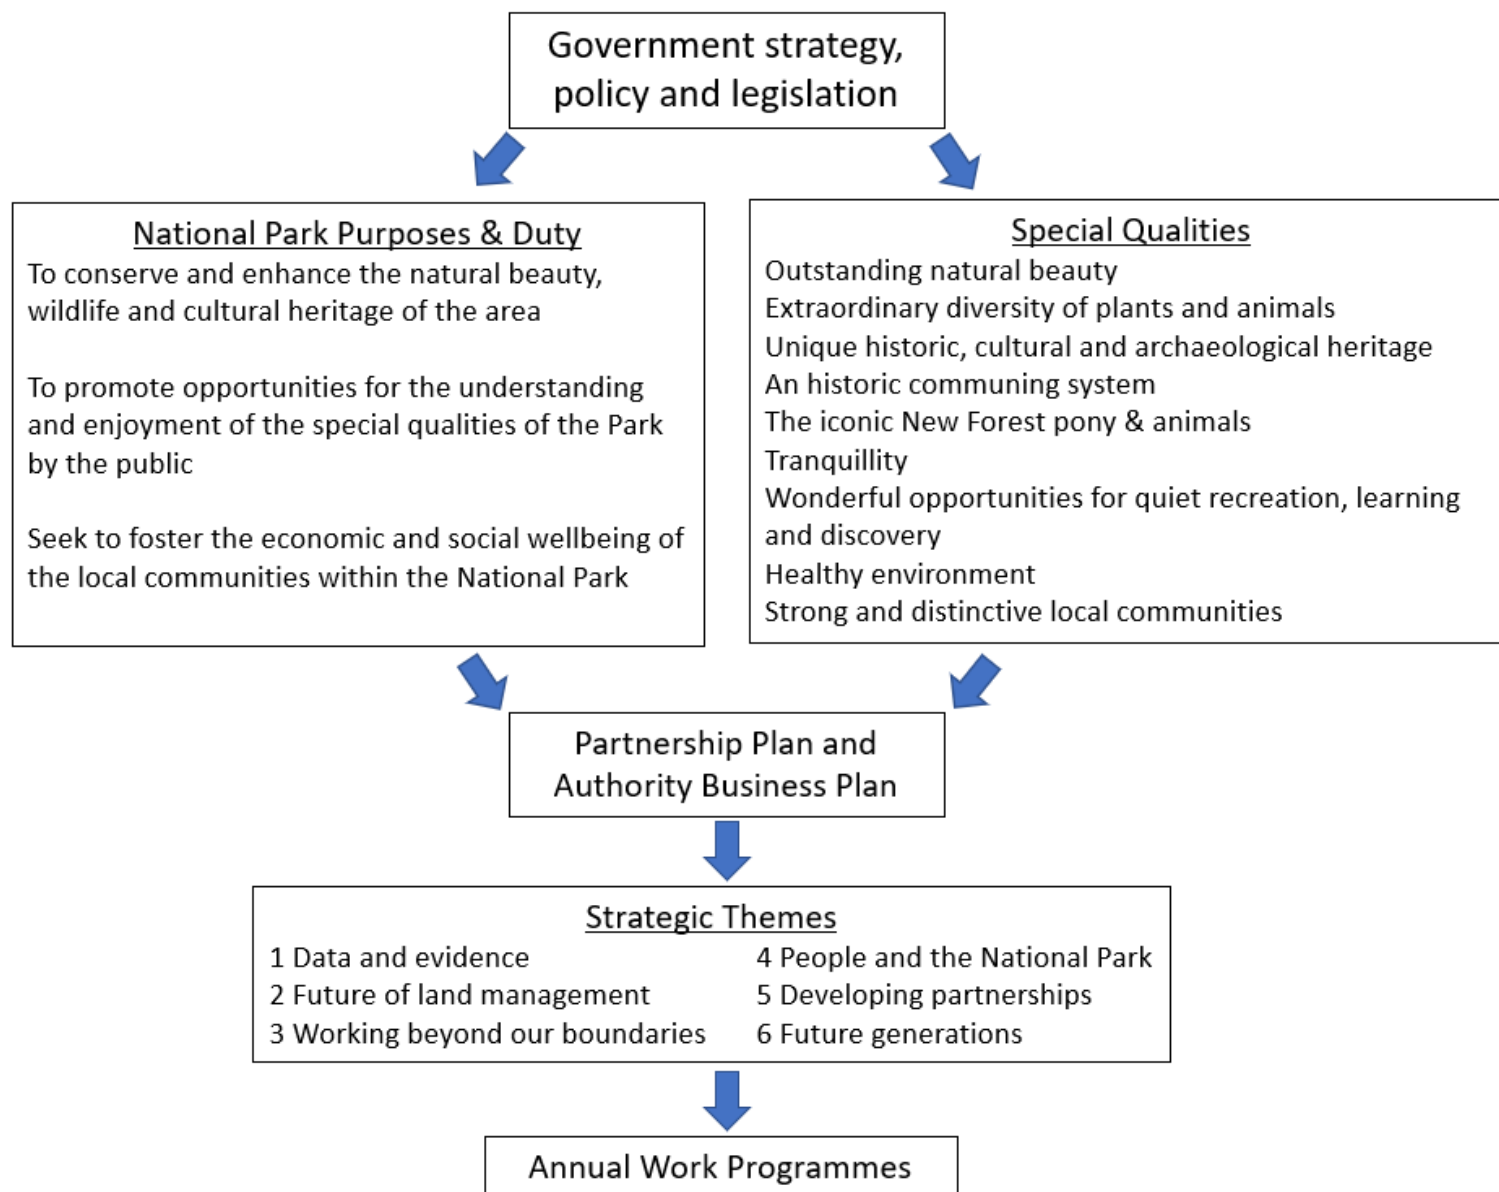 Government strategy,
policy and legislation
National Park Purposes & Duty
To conserve and enhance the natural beauty,
wildlife and cultural heritage of the area
To promote opportunities for the understanding
and enjoyment of the special qualities of the Park
by the public
Seek to foster the economic and social wellbeing of
the local communities within the National Park
Special Qualities
Outstanding natural beauty
Extraordinary diversity of plants and animals
Unique historic, cultural and archaeological heritage
An historic communing system
The iconic New Forest pony & animals
Tranquillity
Wonderful opportunities for quiet recreation, learning
and discovery
Healthy environment
Strong and distinctive local communities
Partnership Plan and
Authority Business Plan
Strategic Themes
1 Data and evidence
2 Future of land management
3 Working beyond our boundaries
4 People and the National Park
5 Developing partnerships
6 Future generations
Annual Work Programmes